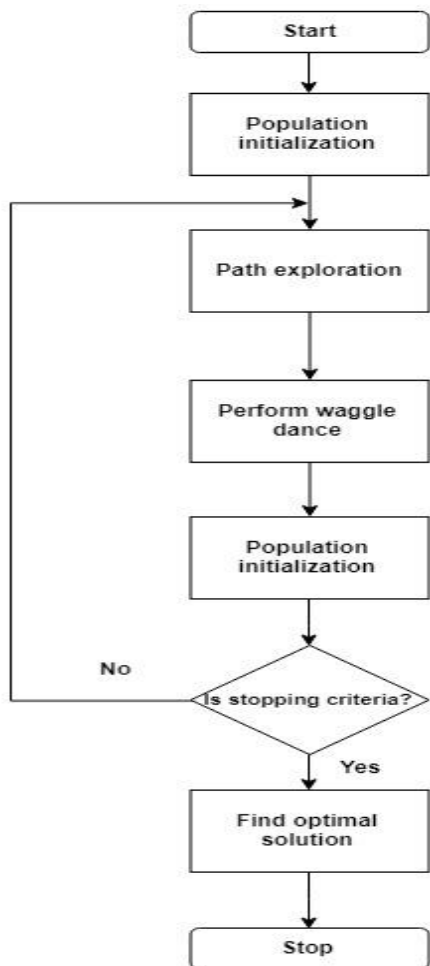 Start
Population
initialization
Path exploration
Perform waggle
dance
Population
initialization
No
Is stopping criteria?
Yes
Find optimal
solution
Stop